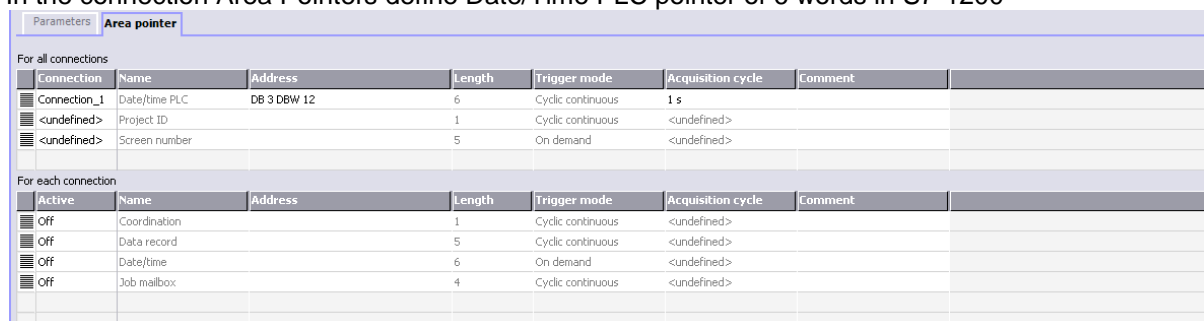 in the connection Area Pointers define Date/Time PLC pointer of 6 words in S7-1200
Parameters Area pointer
For all connections
Connection Name Address Length Trigger mode Acquisition cycle Comment
Connection_1 Date/time PLC DB 3 DBW 12 6 Cyclic continuous 1 s
<undefined> Project ID 1 Cyclic continuous <undefined>
<undefined> Screen number 5 On demand <undefined>
For each connection
Active Name Address Length Trigger mode Acquisition cycle Comment
Off Coordination 1 Cyclic continuous <undefined>
Off Data record 5 Cyclic continuous <undefined>
Off Date/time 6 On demand <undefined>
Off Job mailbox 4 Cyclic continuous <undefined>